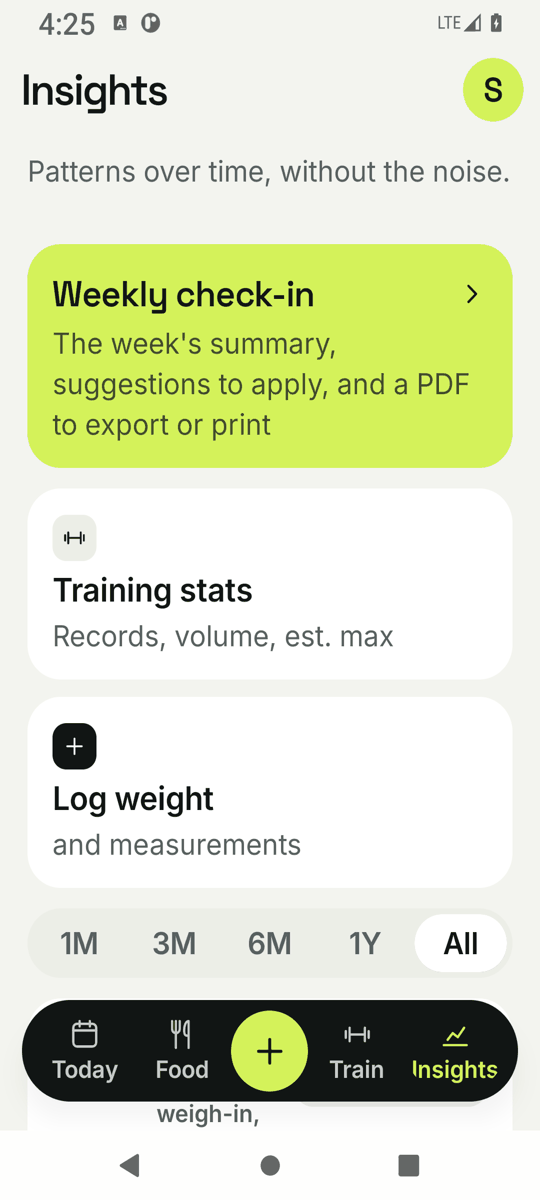 4:25
LTE
Insights
S
Patterns over time, without the noise.
Weekly check-in
The week's summary,
suggestions to apply, and a PDF
to export or print
Training stats
Records, volume, est. max
Log weight
and measurements
1M 3M 6M 1Y All
Today Food Train Insights
weigh-in,